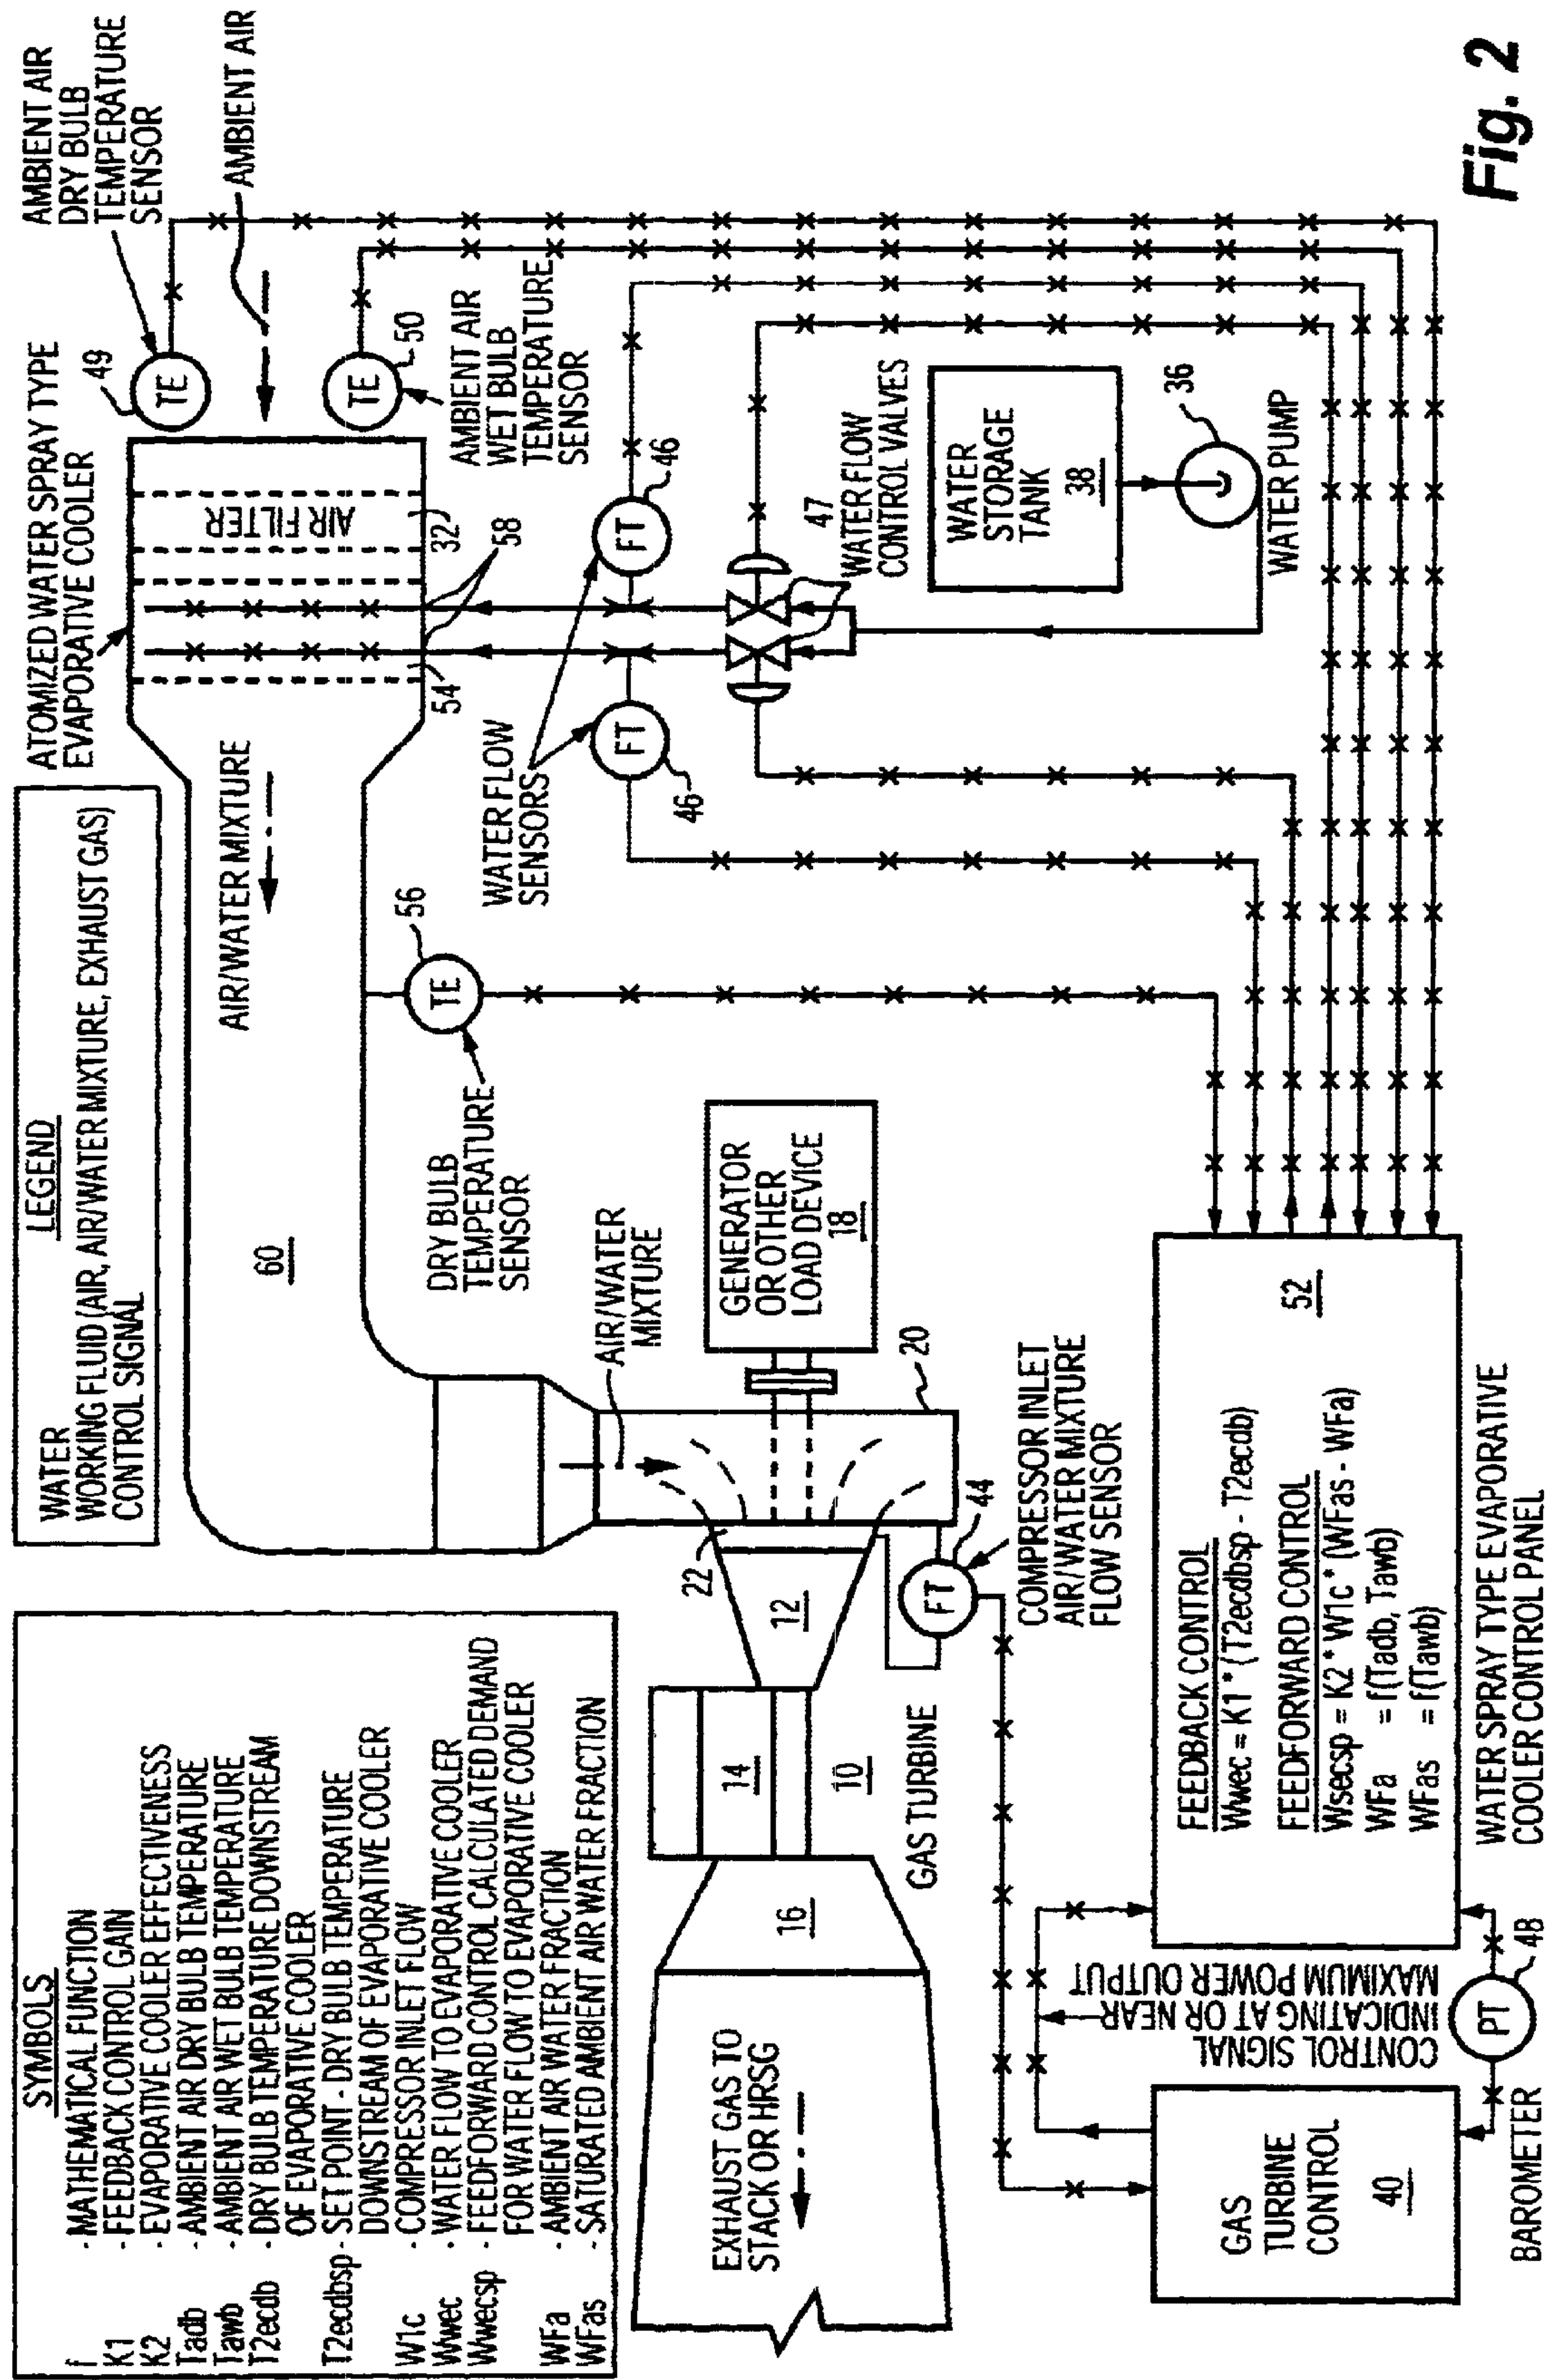 SYMBOLS
f - MATHEMATICAL FUNCTION
K1 - FEEDBACK CONTROL GAIN
K2 - EVAPORATIVE COOLER EFFECTIVENESS
Tadb - AMBIENT AIR DRY BULB TEMPERATURE
Tawb - AMBIENT AIR WET BULB TEMPERATURE
T2ecdb - DRY BULB TEMPERATURE DOWNSTREAM
OF EVAPORATIVE COOLER
T2ecdbsp - SET POINT - DRY BULB TEMPERATURE
DOWNSTREAM OF EVAPORATIVE COOLER
W1c - COMPRESSOR INLET FLOW
Wwec - WATER FLOW TO EVAPORATIVE COOLER
Wwecsp - FEEDFORWARD CONTROL CALCULATED DEMAND
FOR WATER FLOW TO EVAPORATIVE COOLER
WFa - AMBIENT AIR WATER FRACTION
WFas - SATURATED AMBIENT AIR WATER FRACTION
LEGEND
WATER
WORKING FLUID (AIR, AIR/WATER MIXTURE, EXHAUST GAS)
CONTROL SIGNAL
ATOMIZED WATER SPRAY TYPE
EVAPORATIVE COOLER
AMBIENT AIR
DRY BULB
TEMPERATURE
SENSOR
AMBIENT AIR
49
TE
TE
50
AMBIENT AIR
WET BULB
TEMPERATURE
SENSOR
AIR FILTER
32
58
54
AIR/WATER MIXTURE
60
56
TE
DRY BULB
TEMPERATURE
SENSOR
WATER FLOW
SENSORS
FT
46
FT
46
47
WATER FLOW
CONTROL VALVES
WATER
STORAGE
TANK
38
36
WATER PUMP
AIR/WATER
MIXTURE
GENERATOR
OR OTHER
LOAD DEVICE
18
20
22
12
14
10
16
GAS TURBINE
EXHAUST GAS TO
STACK OR HRSG
FT
44
COMPRESSOR INLET
AIR/WATER MIXTURE
FLOW SENSOR
GAS
TURBINE
CONTROL
40
CONTROL SIGNAL
INDICATING AT OR NEAR
MAXIMUM POWER OUTPUT
PT
48
BAROMETER
FEEDBACK CONTROL
Wwec = K1 * (T2ecdbsp - T2ecdb)
FEEDFORWARD CONTROL
Wsecsp = K2 * W1c * (WFas - WFa)
WFa = f(Tadb, Tawb)
WFas = f(Tawb)
52
WATER SPRAY TYPE EVAPORATIVE
COOLER CONTROL PANEL
Fig. 2